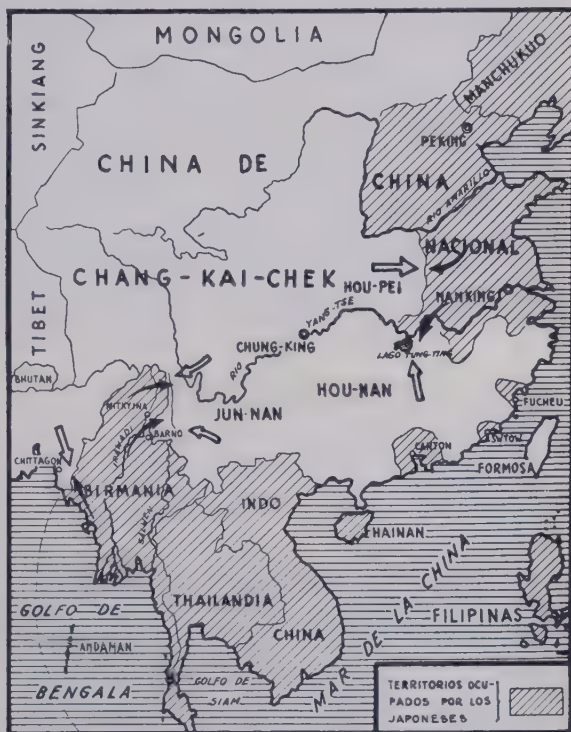 MONGOLIA
SINKIANG
MANCHUKUO
PEKING
CHINA DE
CHINA
RIO AMARILLO
NACIONAL
CHANG-KAI-CHEK
HOU-PEI
NANKING
TIBET
YANG-TSE
CHUNG-KING
RIO
LAGO TUNG-TING
BHUTAN
HOU-NAN
JUN-NAN
MITKYINA
FUCHEU
BARNO
IRAUADI
SWTOW
CANTON
CHITTAGON
FORMOSA
BIRMANIA
INDO
SALUEN
HAINAN
MAR DE LA CHINA
THAILANDIA
FILIPINAS
GOLFO DE
CHINA
ANDAMAN
BENGALA
GOLFO DE
SIAM
TERRITORIOS OCU-
PADOS POR LOS
JAPONESES